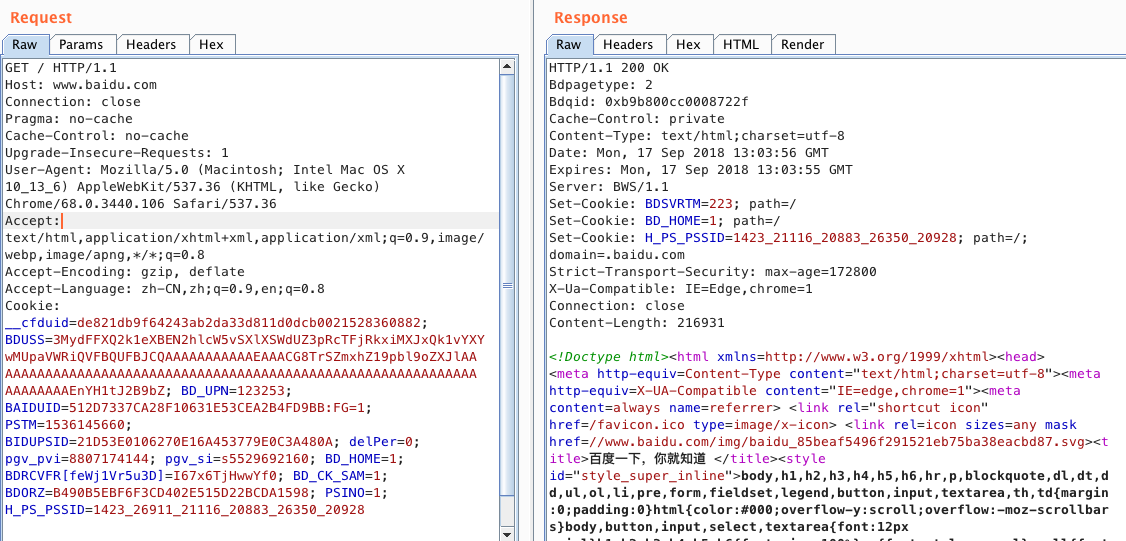 Request
Raw Params Headers Hex
GET / HTTP/1.1
Host: www.baidu.com
Connection: close
Pragma: no-cache
Cache-Control: no-cache
Upgrade-Insecure-Requests: 1
User-Agent: Mozilla/5.0 (Macintosh; Intel Mac OS X
10_13_6) AppleWebKit/537.36 (KHTML, like Gecko)
Chrome/68.0.3440.106 Safari/537.36
Accept:
text/html,application/xhtml+xml,application/xml;q=0.9,image/
webp,image/apng,*/*;q=0.8
Accept-Encoding: gzip, deflate
Accept-Language: zh-CN,zh;q=0.9,en;q=0.8
Cookie:
__cfduid=de821db9f64243ab2da33d811d0dcb0021528360882;
BDUSS=3MydFFXQ2k1eXBEN2hlcW5vSXlXSWdUZ3pRcTFjRkxiMXJxQk1vYXY
wMUpaVWRiQVFBQUFBJCQAAAAAAAAAAAEAAACG8TrSZmxhZ19pbl9oZXJlAA
AAAAAAAAAAAAAAAAAAAAAAAAAAAAAAAAAAAAAAAAAAAAAAAAAAAAAAAAAAAA
AAAAAAAAAEnYH1tJ2B9bZ; BD_UPN=123253;
BAIDUID=512D7337CA28F10631E53CEA2B4FD9BB:FG=1;
PSTM=1536145660;
BIDUPSID=21D53E0106270E16A453779E0C3A480A; delPer=0;
pgv_pvi=8807174144; pgv_si=s5529692160; BD_HOME=1;
BDRCVFR[feWj1Vr5u3D]=I67x6TjHwwYf0; BD_CK_SAM=1;
BDORZ=B490B5EBF6F3CD402E515D22BCDA1598; PSINO=1;
H_PS_PSSID=1423_26911_21116_20883_26350_20928
Response
Raw Headers Hex HTML Render
HTTP/1.1 200 OK
Bdpagetype: 2
Bdqid: 0xb9b800cc0008722f
Cache-Control: private
Content-Type: text/html;charset=utf-8
Date: Mon, 17 Sep 2018 13:03:56 GMT
Expires: Mon, 17 Sep 2018 13:03:55 GMT
Server: BWS/1.1
Set-Cookie: BDSVRTM=223; path=/
Set-Cookie: BD_HOME=1; path=/
Set-Cookie: H_PS_PSSID=1423_21116_20883_26350_20928; path=/;
domain=.baidu.com
Strict-Transport-Security: max-age=172800
X-Ua-Compatible: IE=Edge,chrome=1
Connection: close
Content-Length: 216931
<!Doctype html><html xmlns=http://www.w3.org/1999/xhtml><head>
<meta http-equiv=Content-Type content="text/html;charset=utf-8"><meta
http-equiv=X-UA-Compatible content="IE=edge,chrome=1"><meta
content=always name=referrer> <link rel="shortcut icon"
href=/favicon.ico type=image/x-icon> <link rel=icon sizes=any mask
href=//www.baidu.com/img/baidu_85beaf5496f291521eb75ba38eacbd87.svg><t
itle>百度一下，你就知道 </title><style
id="style_super_inline">body,h1,h2,h3,h4,h5,h6,hr,p,blockquote,dl,dt,d
d,ul,ol,li,pre,form,fieldset,legend,button,input,textarea,th,td{margin
:0;padding:0}html{color:#000;overflow-y:scroll;overflow:-moz-scrollbar
s}body,button,input,select,textarea{font:12px